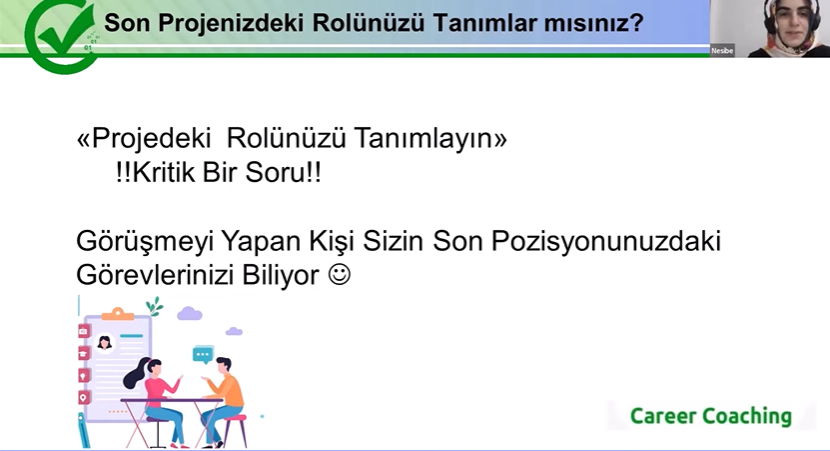 Son Projenizdeki Rolünüzü Tanımlar mısınız?
Nesibe
«Projedeki Rolünüzü Tanımlayın»
!!Kritik Bir Soru!!
Görüşmeyi Yapan Kişi Sizin Son Pozisyonunuzdaki
Görevlerinizi Biliyor ☺
Career Coaching